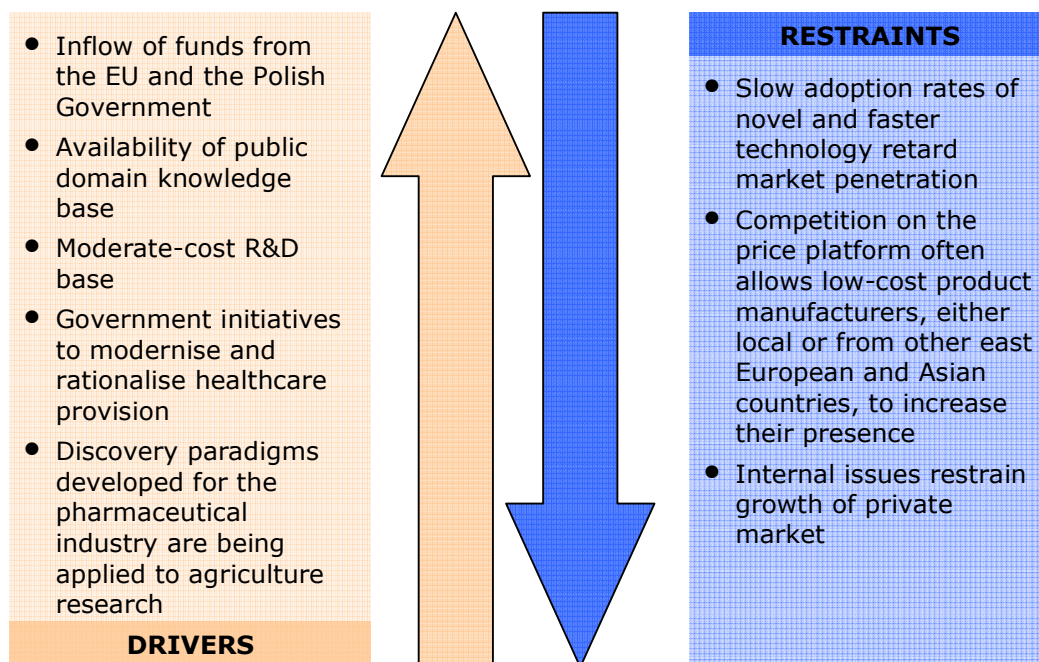 • Inflow of funds from
the EU and the Polish
Government
• Availability of public
domain knowledge
base
• Moderate-cost R&D
base
• Government initiatives
to modernise and
rationalise healthcare
provision
• Discovery paradigms
developed for the
pharmaceutical
industry are being
applied to agriculture
research
DRIVERS
RESTRAINTS
• Slow adoption rates of
novel and faster
technology retard
market penetration
• Competition on the
price platform often
allows low-cost product
manufacturers, either
local or from other east
European and Asian
countries, to increase
their presence
• Internal issues restrain
growth of private
market